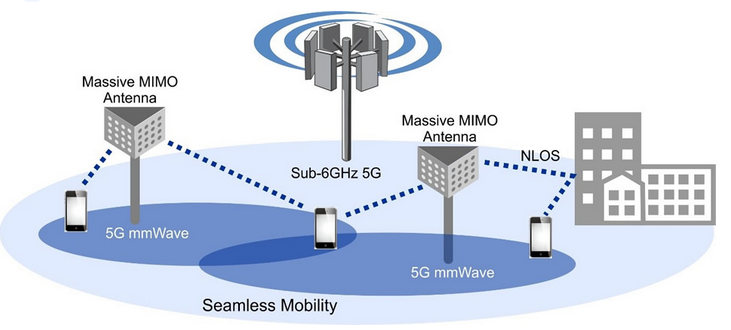 Massive MIMO
Antenna
Massive MIMO
Antenna
NLOS
Sub-6GHz 5G
5G mmWave
5G mmWave
Seamless Mobility